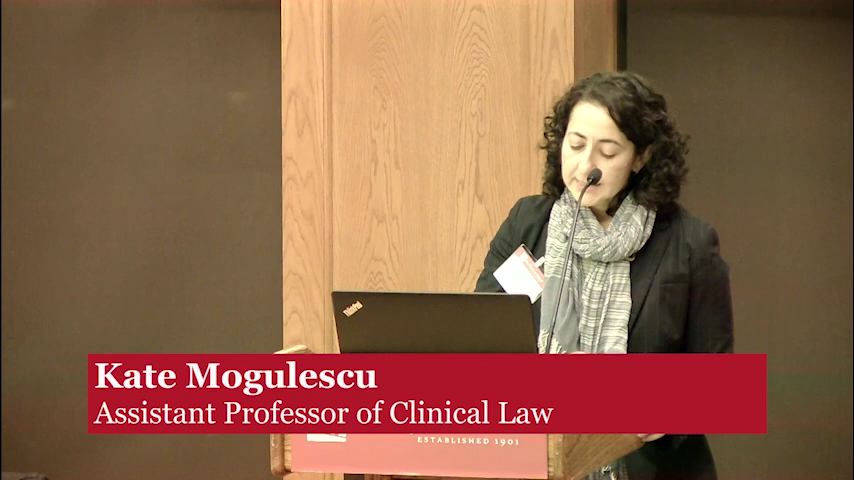 ThinkPad
Kate Mogulescu
Assistant Professor of Clinical Law
ESTABLISHED 1901